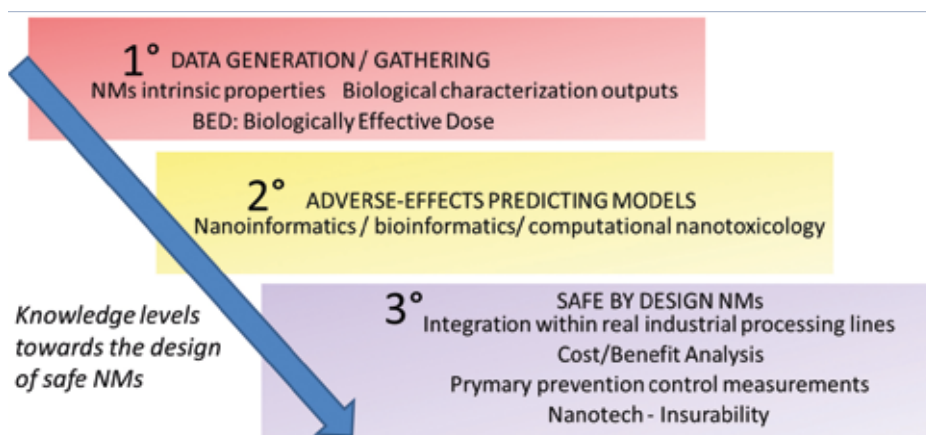 1° DATA GENERATION / GATHERING
NMs intrinsic properties Biological characterization outputs
BED: Biologically Effective Dose
2° ADVERSE-EFFECTS PREDICTING MODELS
Nanoinformatics / bioinformatics/ computational nanotoxicology
3° SAFE BY DESIGN NMs
Integration within real industrial processing lines
Cost/Benefit Analysis
Prymary prevention control measurements
Nanotech - Insurability
Knowledge levels
towards the design
of safe NMs